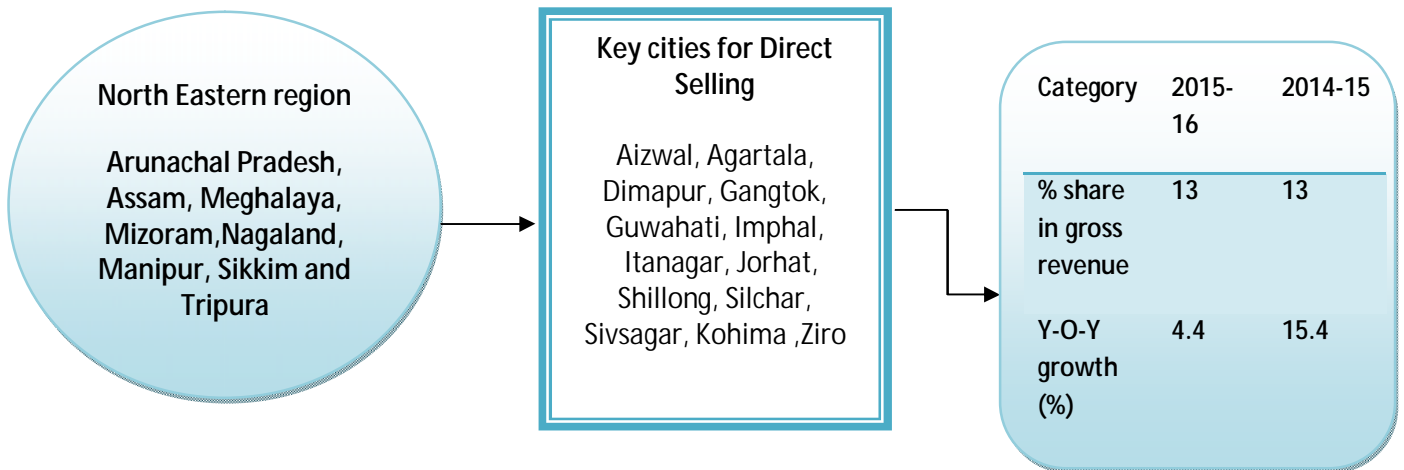 North Eastern region
Arunachal Pradesh,
Assam, Meghalaya,
Mizoram,Nagaland,
Manipur, Sikkim and
Tripura
Key cities for Direct
Selling
Aizwal, Agartala,
Dimapur, Gangtok,
Guwahati, Imphal,
Itanagar, Jorhat,
Shillong, Silchar,
Sivsagar, Kohima ,Ziro
Category 2015- 2014-15
16
% share 13 13
in gross
revenue
Y-O-Y 4.4 15.4
growth
(%)